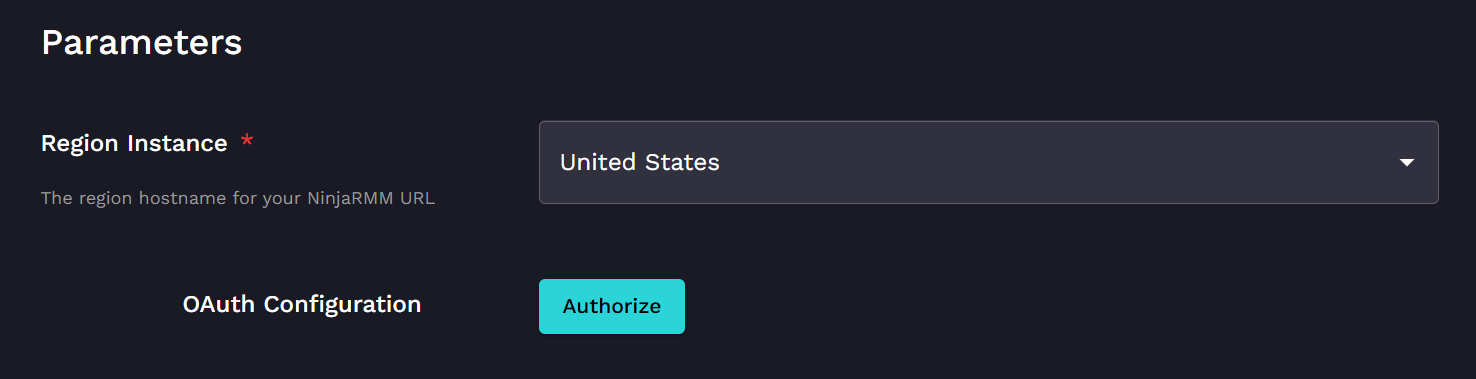 Parameters
Region Instance *
United States
The region hostname for your NinjaRMM URL
OAuth Configuration
Authorize